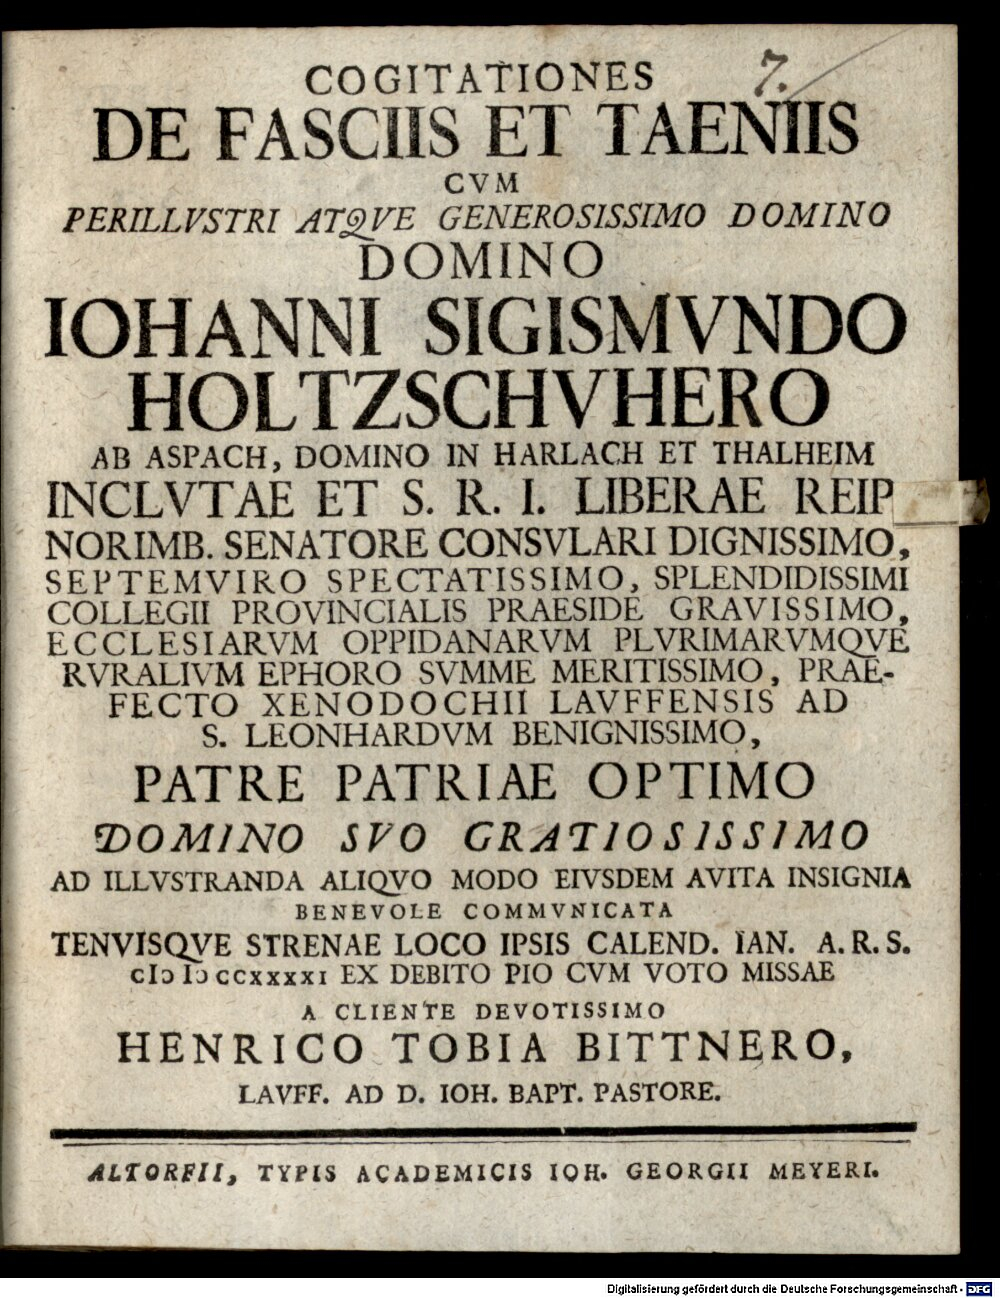 7.
COGITATIONES
DE FASCIIS ET TAENIIS
CVM
PERILLVSTRI ATQVE GENEROSISSIMO DOMINO
DOMINO
IOHANNI SIGISMVNDO
HOLTZSCHVHERO
AB ASPACH, DOMINO IN HARLACH ET THALHEIM
INCLVTAE ET S. R. I. LIBERAE REIP
NORIMB. SENATORE CONSVLARI DIGNISSIMO,
SEPTEMVIRO SPECTATISSIMO, SPLENDIDISSIMI
COLLEGII PROVINCIALIS PRAESIDE GRAVISSIMO,
ECCLESIARVM OPPIDANARVM PLVRIMARVMQVE
RVRALIVM EPHORO SVMME MERITISSIMO, PRAE-
FECTO XENODOCHII LAVFFENSIS AD
S. LEONHARDVM BENIGNISSIMO,
PATRE PATRIAE OPTIMO
DOMINO SVO GRATIOSISSIMO
AD ILLVSTRANDA ALIQVO MODO EIVSDEM AVITA INSIGNIA
BENEVOLE COMMVNICATA
TENVISQVE STRENAE LOCO IPSIS CALEND. IAN. A. R. S.
cIↄ Iↄ ccxxxxI EX DEBITO PIO CVM VOTO MISSAE
A CLIENTE DEVOTISSIMO
HENRICO TOBIA BITTNERO,
LAVFF. AD D. IOH. BAPT. PASTORE.
ALTORFII, TYPIS ACADEMICIS IOH. GEORGII MEYERI.
Digitalisierung gefördert durch die Deutsche Forschungsgemeinschaft - DFG